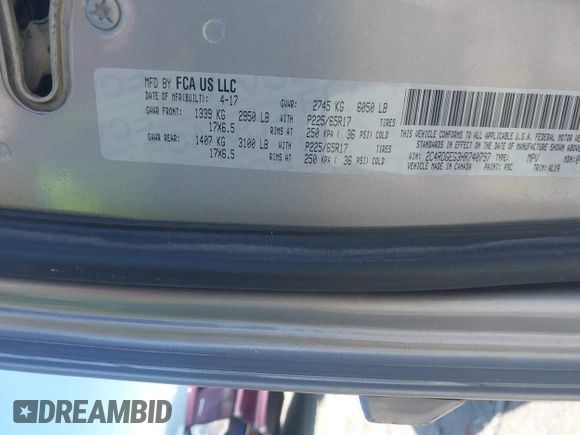 MFD BY FCA US LLC
DATE OF MFR(BUILT): 4-17 GVWR: 2745 KG 6050 LB
GAWR FRONT: 1339 KG 2950 LB WITH P225/65R17 TIRES
17X6.5 RIMS AT 250 KPA ( 36 PSI) COLD
GAWR REAR: 1407 KG 3100 LB WITH P225/65R17 TIRES
17X6.5 RIMS AT 250 KPA ( 36 PSI) COLD
THIS VEHICLE CONFORMS TO ALL APPLICABLE U.S.A. FEDERAL MOTOR
STANDARDS IN EFFECT ON THE DATE OF MANUFACTURE SHOWN ABOVE
VIN: 2C4RDGEG3HR740797 TYPE: MPV MDH:
VEHICLE MADE IN CANADA PAINT: PSC TRIM: ALX9
DREAMBID